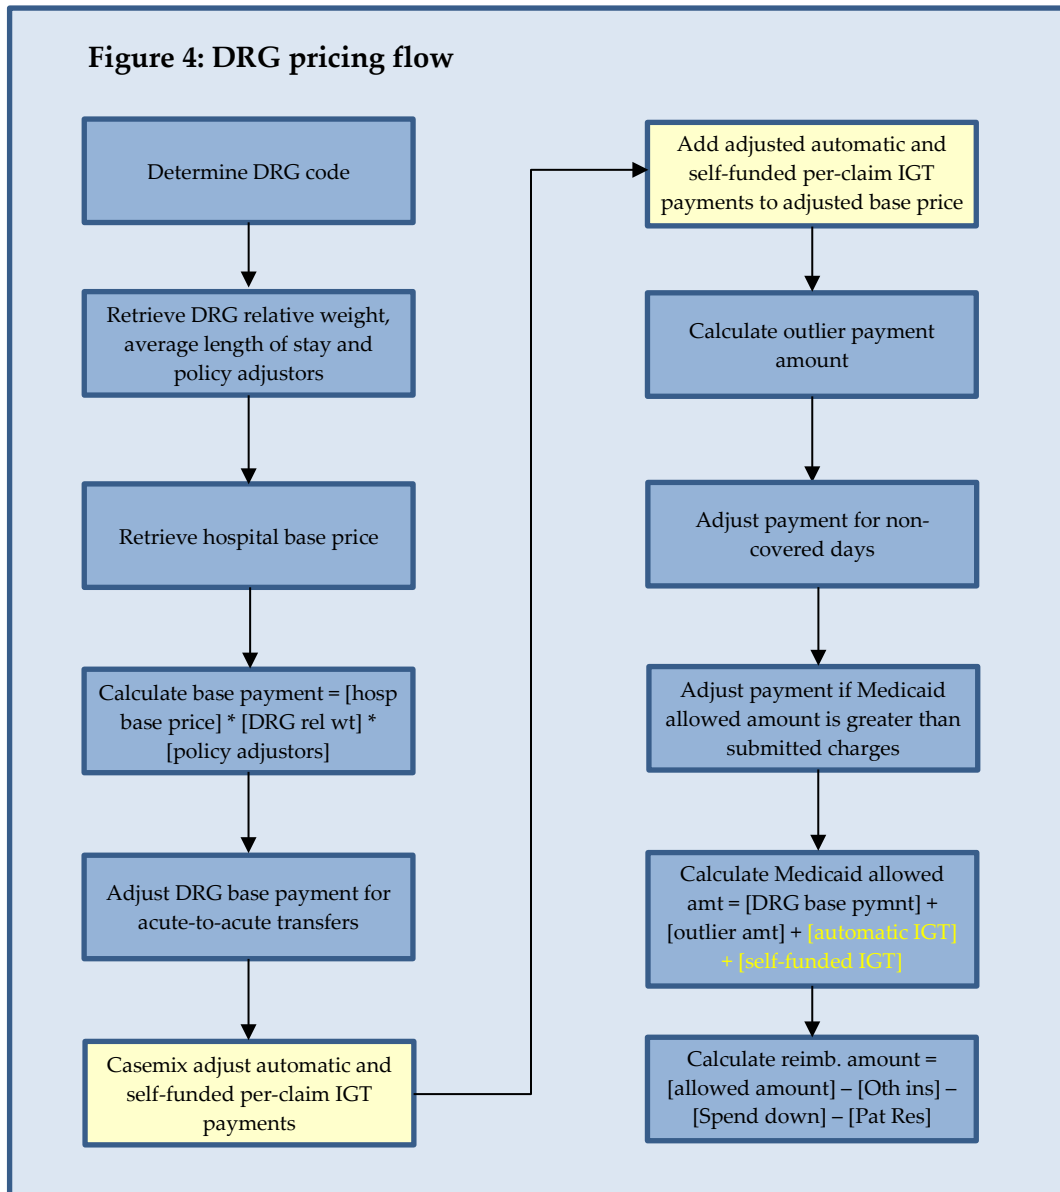 Figure 4: DRG pricing flow
Determine DRG code
Retrieve DRG relative weight,
average length of stay and
policy adjustors
Retrieve hospital base price
Calculate base payment = [hosp
base price] * [DRG rel wt] *
[policy adjustors]
Adjust DRG base payment for
acute-to-acute transfers
Casemix adjust automatic and
self-funded per-claim IGT
payments
Add adjusted automatic and
self-funded per-claim IGT
payments to adjusted base price
Calculate outlier payment
amount
Adjust payment for non-
covered days
Adjust payment if Medicaid
allowed amount is greater than
submitted charges
Calculate Medicaid allowed
amt = [DRG base pymnt] +
[outlier amt] + [automatic IGT]
+ [self-funded IGT]
Calculate reimb. amount =
[allowed amount] – [Oth ins] –
[Spend down] – [Pat Res]